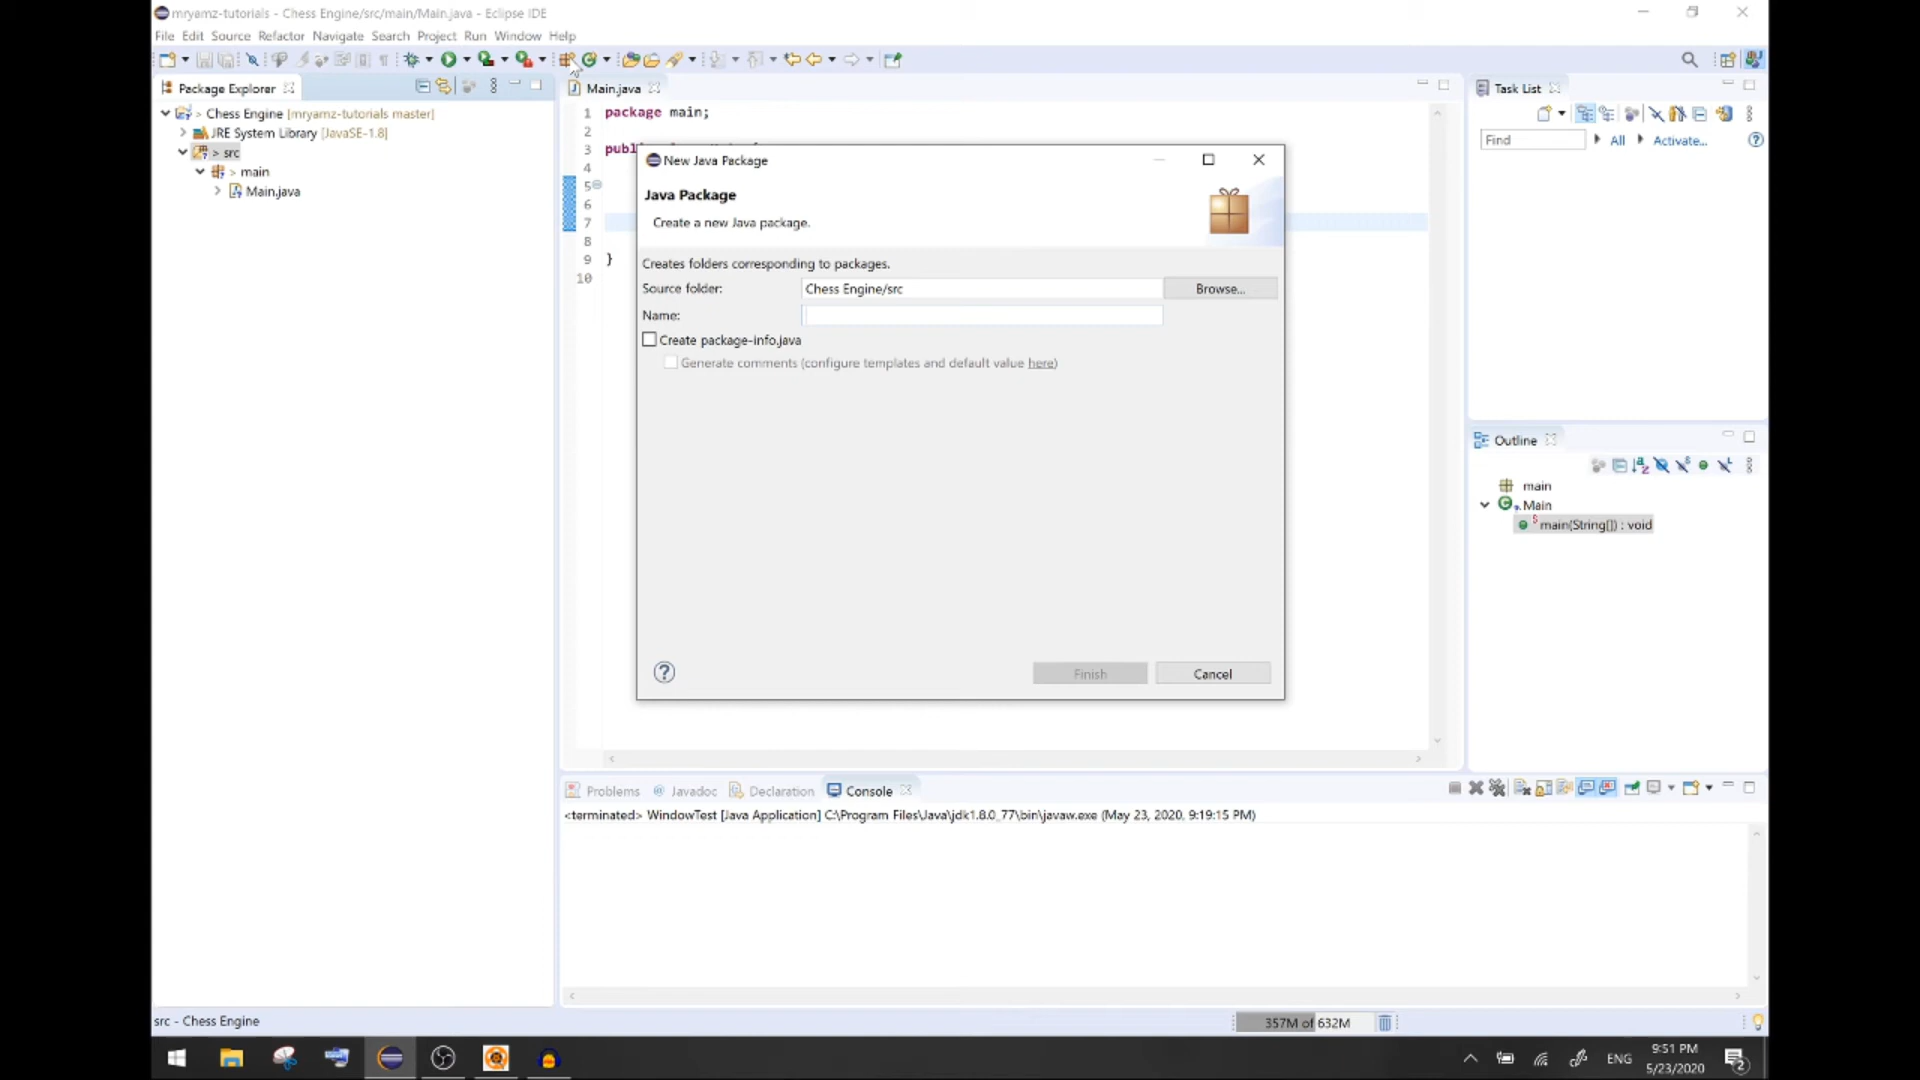 mryamz-tutorials - Chess Engine/src/main/Main.java - Eclipse IDE
File Edit Source Refactor Navigate Search Project Run Window Help
Package Explorer
> Chess Engine [mryamz-tutorials master]
JRE System Library [JavaSE-1.8]
> src
> main
Main.java
Main.java
1 package main;
2
3 publ
4
5
6
7
8
9 }
10
New Java Package
Java Package
Create a new Java package.
Creates folders corresponding to packages.
Source folder: Chess Engine/src Browse...
Name:
Create package-info.java
Generate comments (configure templates and default value here)
Finish Cancel
Task List
Find All Activate...
Outline
main
Main
main(String[]) : void
Problems Javadoc Declaration Console
<terminated> WindowTest [Java Application] C:\Program Files\Java\jdk1.8.0_77\bin\javaw.exe (May 23, 2020, 9:19:15 PM)
src - Chess Engine
357M of 632M
ENG
9:51 PM
5/23/2020
2